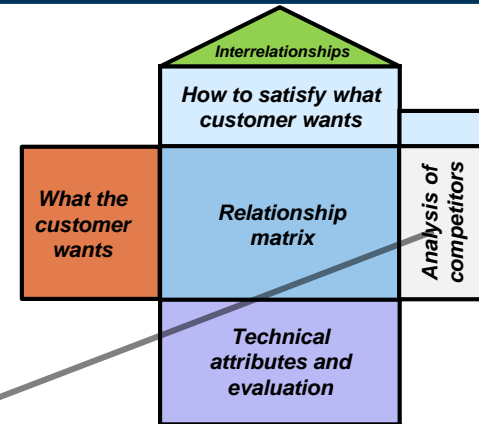 Interrelationships
How to satisfy what
customer wants
What the
customer
wants
Relationship
matrix
Analysis of
competitors
Technical
attributes and
evaluation